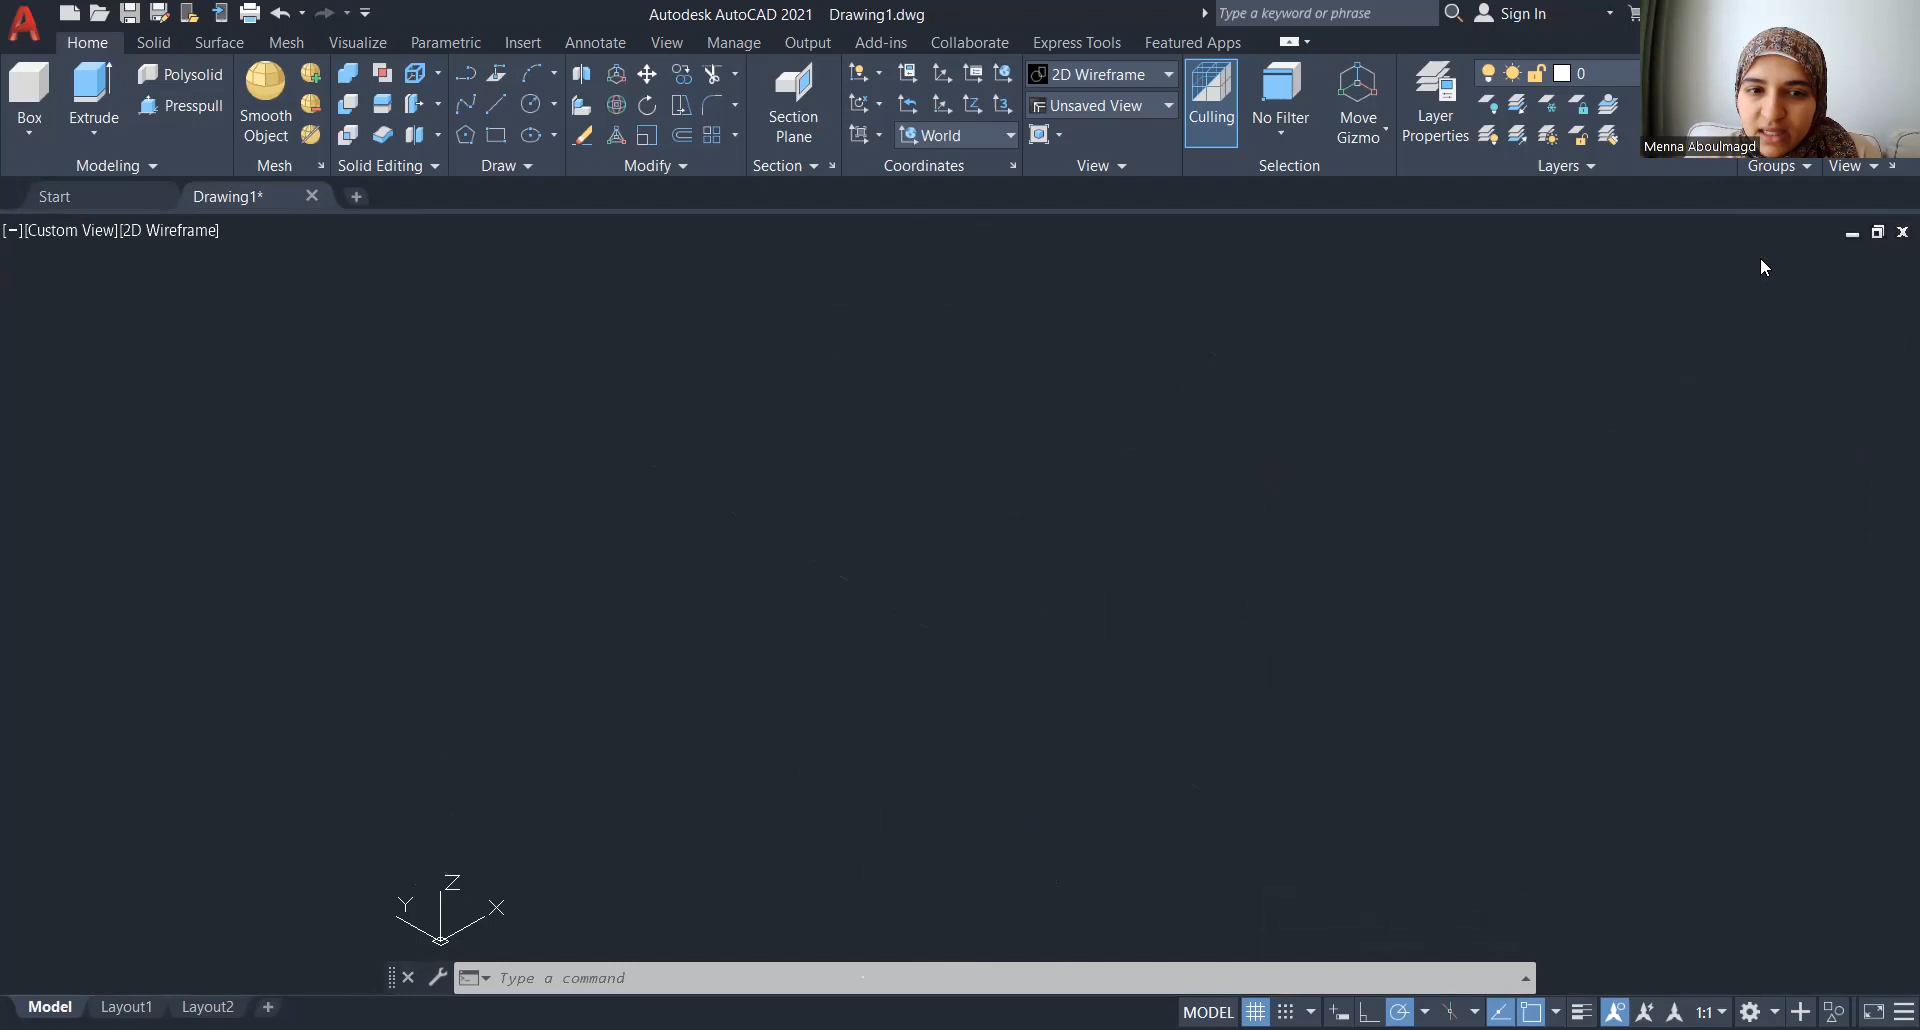 Autodesk AutoCAD 2021 Drawing1.dwg
Type a keyword or phrase
Sign In
Home Solid Surface Mesh Visualize Parametric Insert Annotate View Manage Output Add-ins Collaborate Express Tools Featured Apps
Box
Extrude
Polysolid
Presspull
Modeling
Smooth
Object
Mesh
Solid Editing
Draw
Modify
Section
Plane
Section
World
Coordinates
2D Wireframe
Unsaved View
View
Culling
No Filter
Move
Gizmo
Selection
Layer
Properties
0
Layers
Menna Aboulmagd
Groups
View
Start
Drawing1*
[−][Custom View][2D Wireframe]
Z
Y
X
Type a command
Model Layout1 Layout2
MODEL
1:1